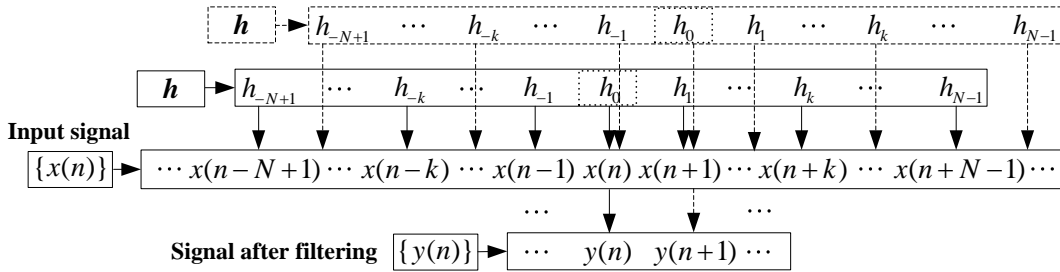 h h_{-N+1} ⋯ h_{-k} ⋯ h_{-1} h_0 h_1 ⋯ h_k ⋯ h_{N-1}
h h_{-N+1} ⋯ h_{-k} ⋯ h_{-1} ⋯ h_0 h_1 ⋯ h_k ⋯ h_{N-1}
Input signal
{x(n)} ⋯ x(n−N+1) ⋯ x(n−k) ⋯ x(n−1) x(n) x(n+1) ⋯ x(n+k) ⋯ x(n+N−1) ⋯
⋯ ⋯
Signal after filtering {y(n)} ⋯ y(n) y(n+1) ⋯